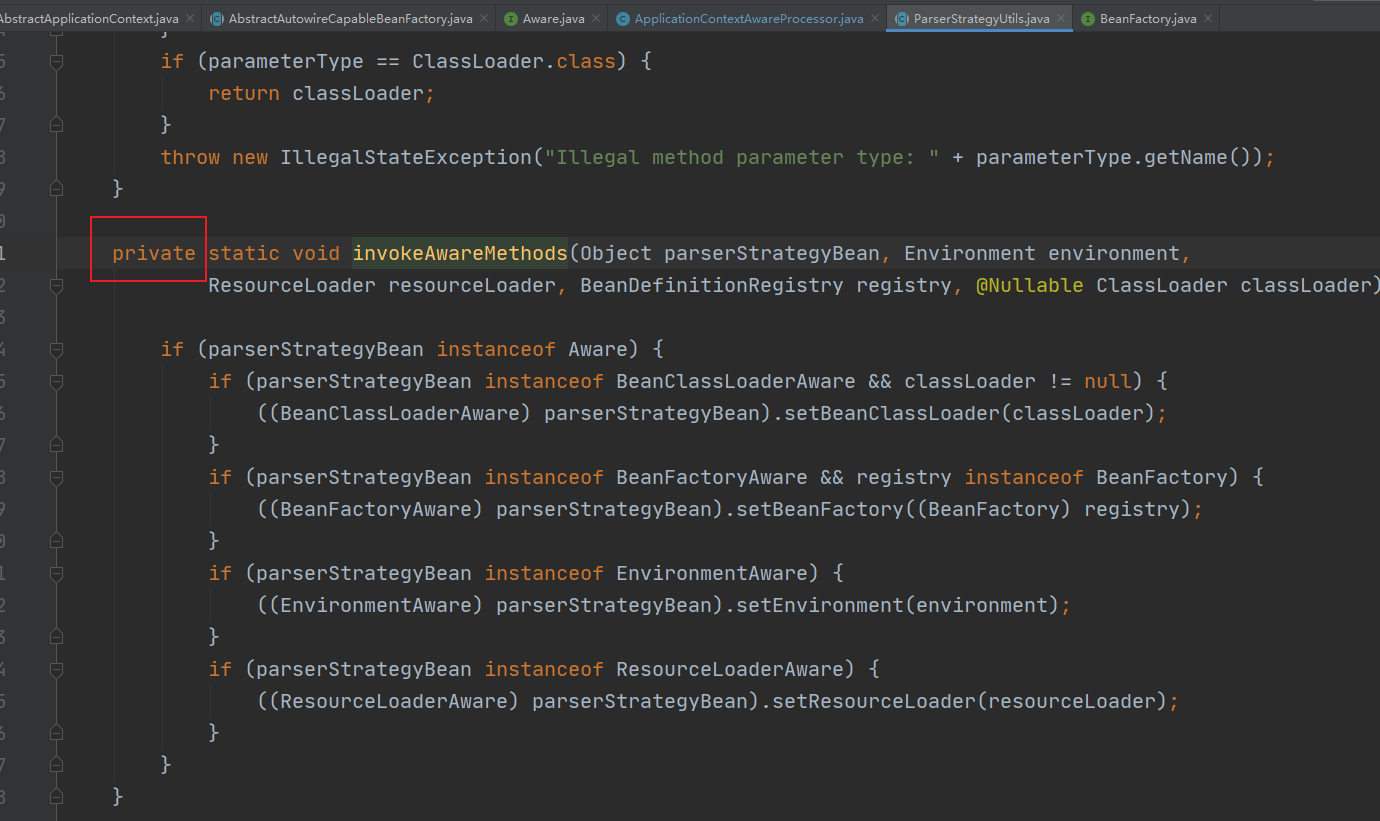 AbstractApplicationContext.java × AbstractAutowireCapableBeanFactory.java × Aware.java × ApplicationContextAwareProcessor.java × ParserStrategyUtils.java × BeanFactory.java ×
}
if (parameterType == ClassLoader.class) {
return classLoader;
}
throw new IllegalStateException("Illegal method parameter type: " + parameterType.getName());
}
private static void invokeAwareMethods(Object parserStrategyBean, Environment environment,
ResourceLoader resourceLoader, BeanDefinitionRegistry registry, @Nullable ClassLoader classLoader)
if (parserStrategyBean instanceof Aware) {
if (parserStrategyBean instanceof BeanClassLoaderAware && classLoader != null) {
((BeanClassLoaderAware) parserStrategyBean).setBeanClassLoader(classLoader);
}
if (parserStrategyBean instanceof BeanFactoryAware && registry instanceof BeanFactory) {
((BeanFactoryAware) parserStrategyBean).setBeanFactory((BeanFactory) registry);
}
if (parserStrategyBean instanceof EnvironmentAware) {
((EnvironmentAware) parserStrategyBean).setEnvironment(environment);
}
if (parserStrategyBean instanceof ResourceLoaderAware) {
((ResourceLoaderAware) parserStrategyBean).setResourceLoader(resourceLoader);
}
}
}